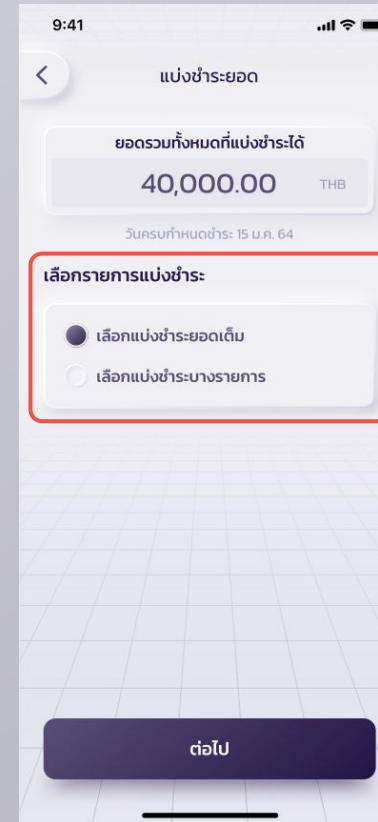 9:41
แบ่งชำระยอด
ยอดรวมทั้งหมดที่แบ่งชำระได้
40,000.00 THB
วันครบกำหนดชำระ 15 ม.ค. 64
เลือกรายการแบ่งชำระ
เลือกแบ่งชำระยอดเต็ม
เลือกแบ่งชำระบางรายการ
ต่อไป